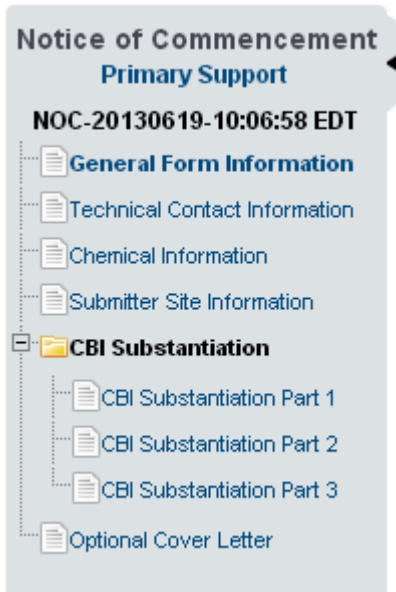 Notice of Commencement
Primary Support
NOC-20130619-10:06:58 EDT
General Form Information
Technical Contact Information
Chemical Information
Submitter Site Information
CBI Substantiation
CBI Substantiation Part 1
CBI Substantiation Part 2
CBI Substantiation Part 3
Optional Cover Letter